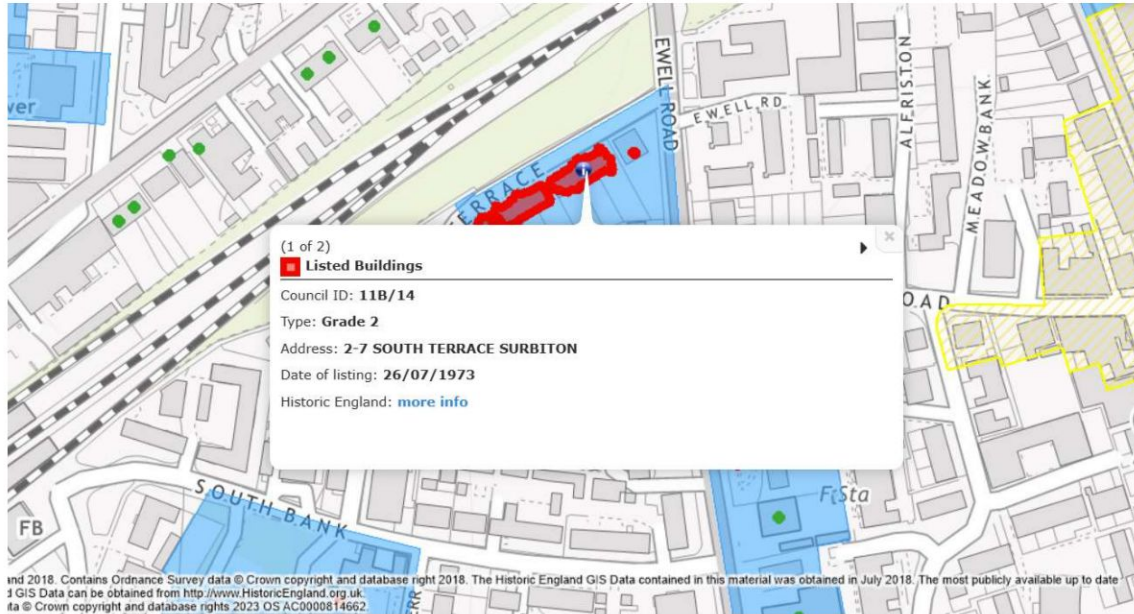 EWELL ROAD
EWELL RD
ALFRISTON
MEADOWBANK
wer
TERRACE
(1 of 2)
Listed Buildings
Council ID: 11B/14
Type: Grade 2
Address: 2-7 SOUTH TERRACE SURBITON
Date of listing: 26/07/1973
Historic England: more info
OAD
SOUTH BANK
FB
F Sta
and 2018. Contains Ordnance Survey data © Crown copyright and database right 2018. The Historic England GIS Data contained in this material was obtained in July 2018. The most publicly available up to date
d GIS Data can be obtained from http://www.HistoricEngland.org.uk.
ta © Crown copyright and database rights 2023 OS AC0000814662.